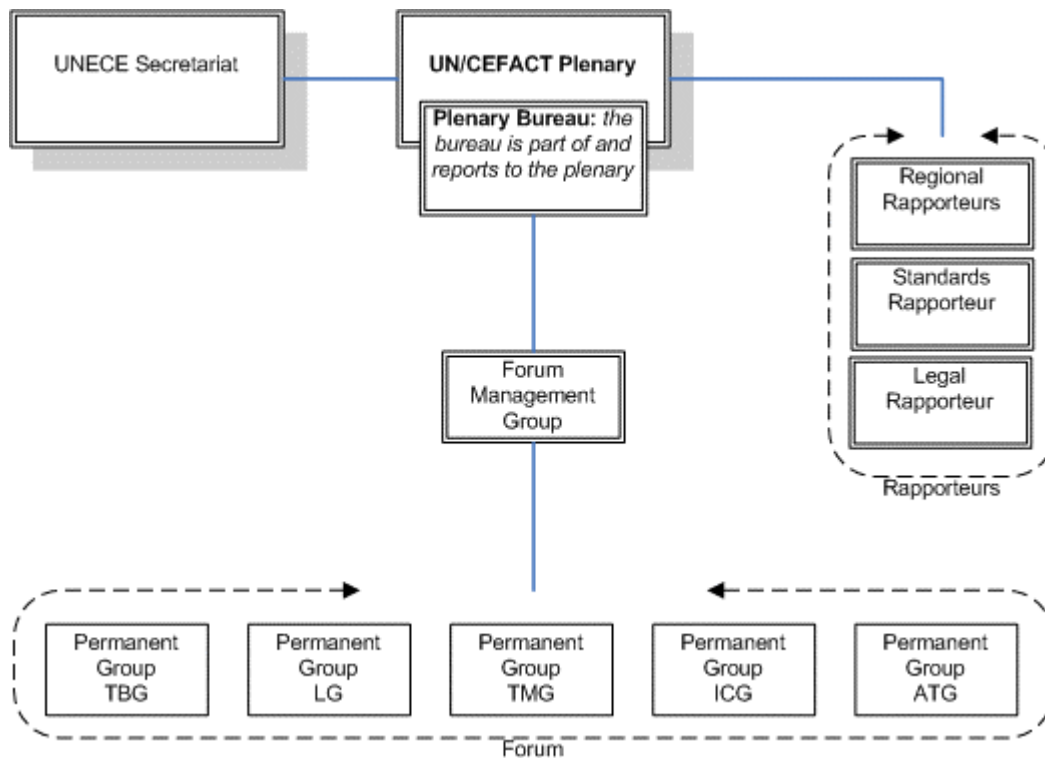 UNECE Secretariat
UN/CEFACT Plenary
Plenary Bureau: the
bureau is part of and
reports to the plenary
Regional
Rapporteurs
Standards
Rapporteur
Legal
Rapporteur
Rapporteurs
Forum
Management
Group
Permanent
Group
TBG
Permanent
Group
LG
Permanent
Group
TMG
Permanent
Group
ICG
Permanent
Group
ATG
Forum